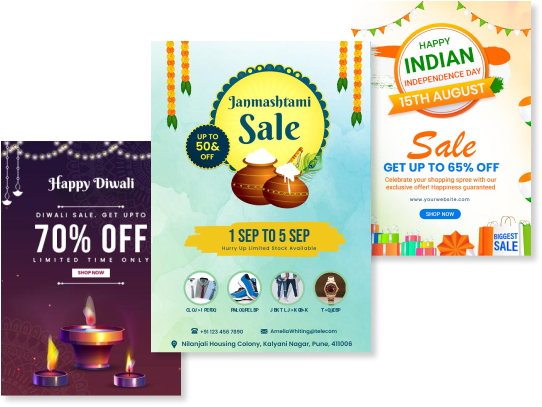 Happy Diwali
DIWALI SALE. GET UPTO
70% OFF
LIMITED TIME ONLY
SHOP NOW
Janmashtami
Sale
UP TO
50&
OFF
1 SEP TO 5 SEP
Hurry Up Limited Stock Available
+91 123 456 7890
AmeliaWhiting@telecom
Nilanjali Housing Colony, Kalyani Nagar, Pune, 411006
HAPPY
INDIAN
INDEPENDENCE DAY
15TH AUGUST
Sale
GET UP TO 65% OFF
Celebrate your shopping spree with our
exclusive offer! Happiness guaranteed
www.yourwebsite.com
SHOP NOW
BIGGEST
SALE